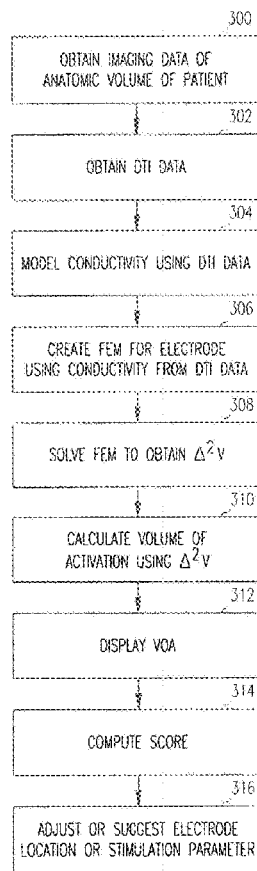 300
OBTAIN IMAGING DATA OF
ANATOMIC VOLUME OF PATIENT
302
OBTAIN DTI DATA
304
MODEL CONDUCTIVITY USING DTI DATA
306
CREATE FEM FOR ELECTRODE
USING CONDUCTIVITY FROM DTI DATA
308
SOLVE FEM TO OBTAIN Δ²V
310
CALCULATE VOLUME OF
ACTIVATION USING Δ²V
312
DISPLAY VOA
314
COMPUTE SCORE
316
ADJUST OR SUGGEST ELECTRODE
LOCATION OR STIMULATION PARAMETER